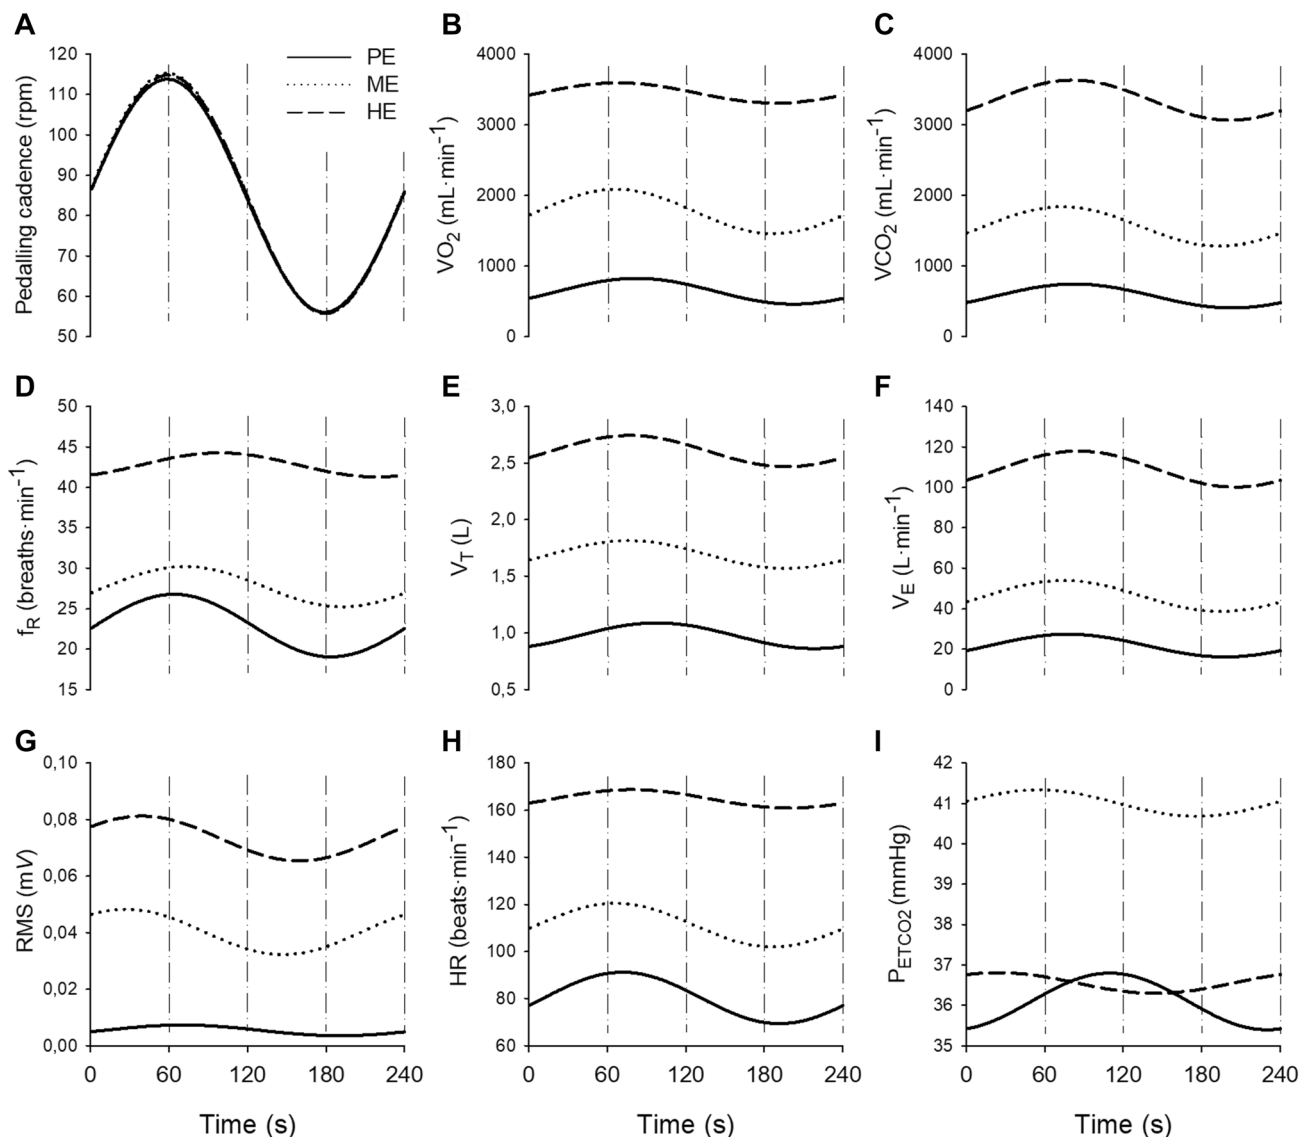 A
B
C
PE
ME
HE
Pedalling cadence (rpm)
120
110
100
90
80
70
60
50
VO2 (mL·min−1)
4000
3000
2000
1000
0
VCO2 (mL·min−1)
4000
3000
2000
1000
0
D
E
F
fR (breaths·min−1)
50
45
40
35
30
25
20
15
VT (L)
3,0
2,5
2,0
1,5
1,0
0,5
VE (L·min−1)
140
120
100
80
60
40
20
0
G
H
I
RMS (mV)
0,10
0,08
0,06
0,04
0,02
0,00
0 60 120 180 240
Time (s)
HR (beats·min−1)
180
160
140
120
100
80
60
0 60 120 180 240
Time (s)
PETCO2 (mmHg)
42
41
40
39
38
37
36
35
0 60 120 180 240
Time (s)